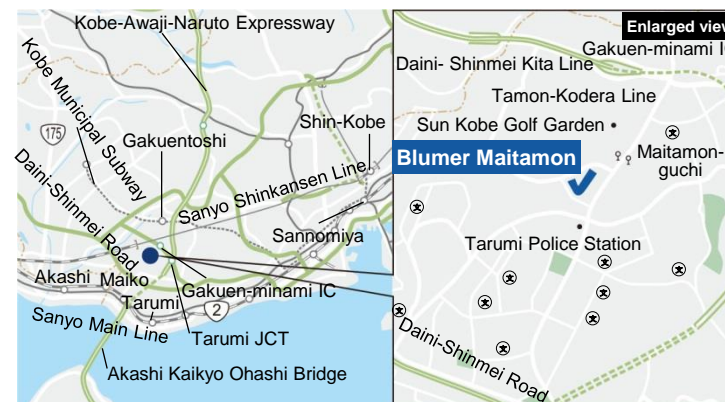 Kobe-Awaji-Naruto Expressway
Kobe Municipal Subway
175
Gakuentoshi
Shin-Kobe
Daini-Shinmei Road
Sanyo Shinkansen Line
Sannomiya
Akashi
Maiko
Gakuen-minami IC
Tarumi
2
Sanyo Main Line
Tarumi JCT
Akashi Kaikyo Ohashi Bridge
Enlarged view
Gakuen-minami I
Daini- Shinmei Kita Line
Tamon-Kodera Line
Sun Kobe Golf Garden
Blumer Maitamon
Maitamon-
guchi
Tarumi Police Station
Daini-Shinmei Road